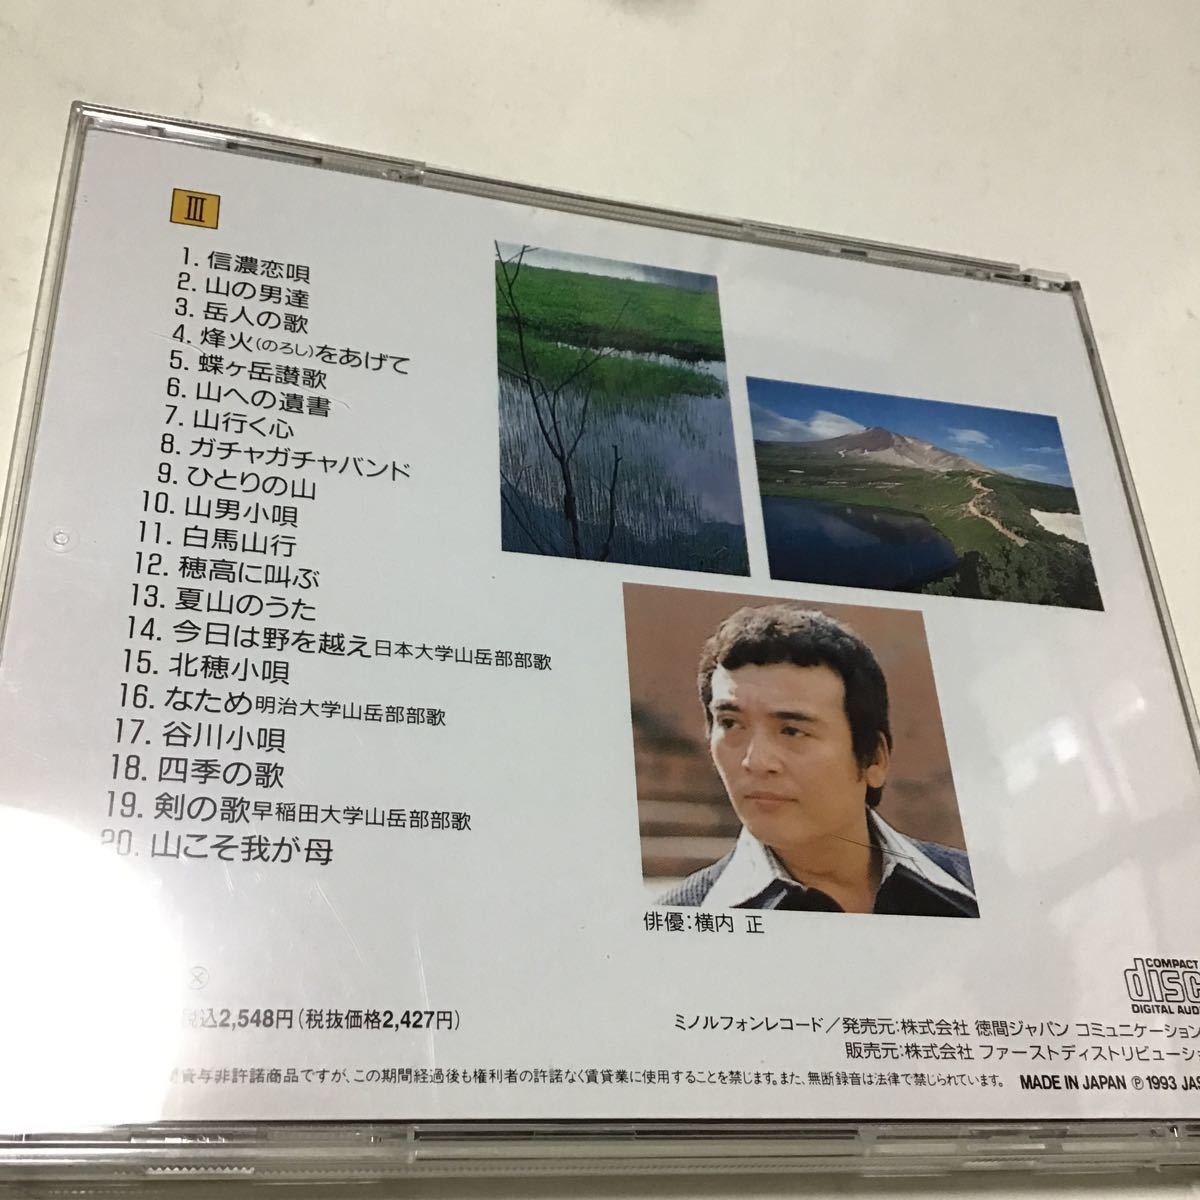 Ⅲ
1. 信濃恋唄
2. 山の男達
3. 岳人の歌
4. 烽火(のろし)をあげて
5. 蝶ヶ岳讃歌
6. 山への遺書
7. 山行く心
8. ガチャガチャバンド
9. ひとりの山
10. 山男小唄
11. 白馬山行
12. 穂高に叫ぶ
13. 夏山のうた
14. 今日は野を越え 日本大学山岳部部歌
15. 北穂小唄
16. なため 明治大学山岳部部歌
17. 谷川小唄
18. 四季の歌
19. 剣の歌 早稲田大学山岳部部歌
20. 山こそ我が母
俳優:横内 正
COMPACT
disc
DIGITAL AUDIO
税込2,548円(税抜価格2,427円)
ミノルフォンレコード/発売元:株式会社 徳間ジャパン コミュニケーション
販売元:株式会社 ファーストディストリビューショ
貸与非許諾商品ですが、この期間経過後も権利者の許諾なく賃貸業に使用することを禁じます。また、無断録音は法律で禁じられています。 MADE IN JAPAN Ⓟ 1993 JAS